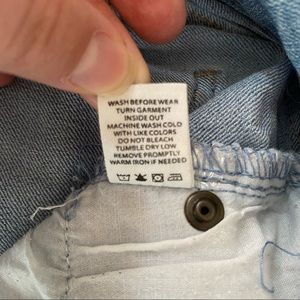 WASH BEFORE WEAR
TURN GARMENT
INSIDE OUT
MACHINE WASH COLD
WITH LIKE COLORS
DO NOT BLEACH
TUMBLE DRY LOW
REMOVE PROMPTLY
WARM IRON IF NEEDED